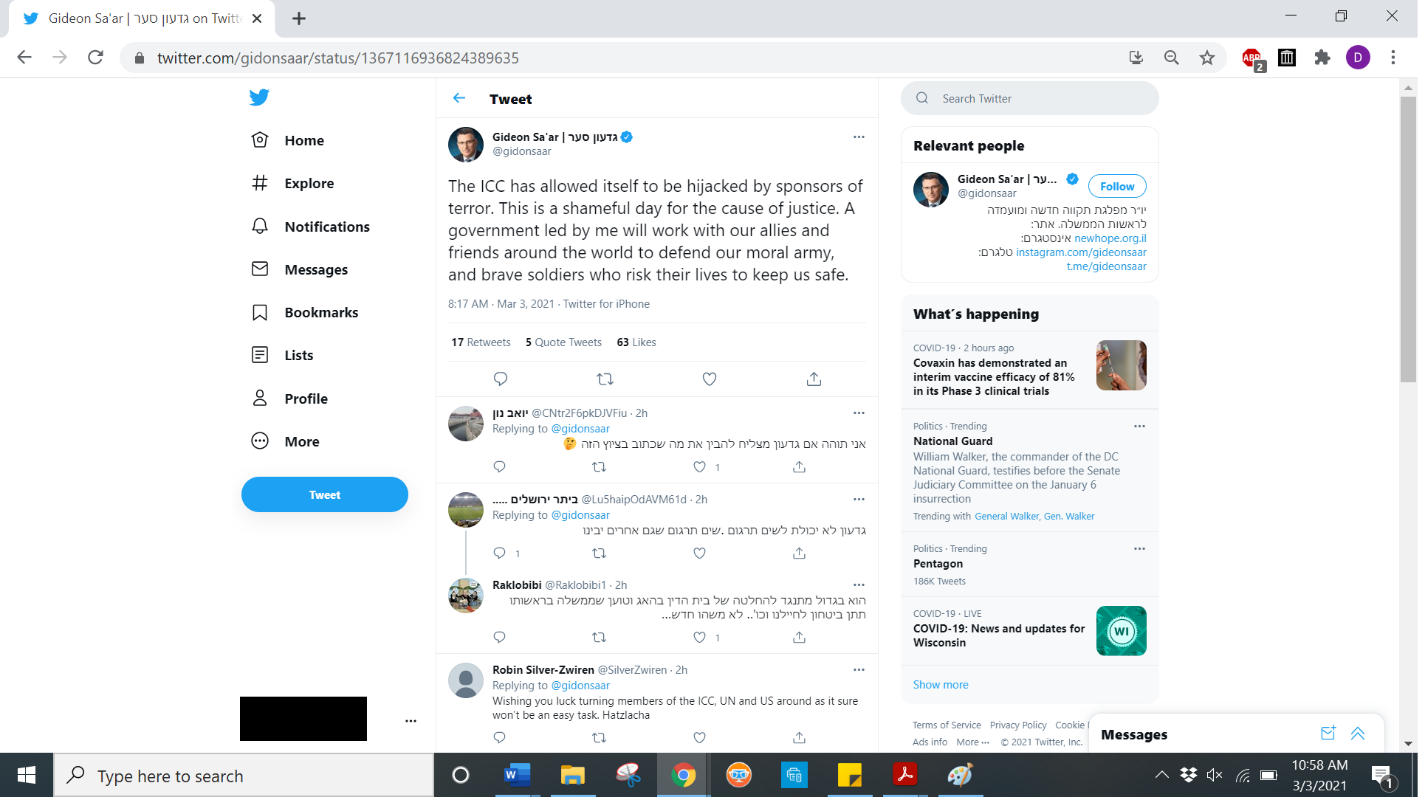 Gideon Sa'ar | גדעון סער on Twitt
twitter.com/gidonsaar/status/1367116936824389635
ABP
2
D
Home
Explore
Notifications
Messages
Bookmarks
Lists
Profile
More
Tweet
Tweet
Gideon Sa'ar | גדעון סער
@gidonsaar
The ICC has allowed itself to be hijacked by sponsors of
terror. This is a shameful day for the cause of justice. A
government led by me will work with our allies and
friends around the world to defend our moral army,
and brave soldiers who risk their lives to keep us safe.
8:17 AM · Mar 3, 2021 · Twitter for iPhone
17 Retweets 5 Quote Tweets 63 Likes
יואב נון @CNtr2F6pkDJVFiu · 2h
Replying to @gidonsaar
אני תוהה אם גדעון מצליח להבין את מה שכתוב בציוץ הזה 🤔
1
ביתר ירושלים ..... @Lu5haipOdAVM61d · 2h
Replying to @gidonsaar
גדעון לא יכולת לשים תרגום .שים תרגום שגם אחרים יבינו
1
Raklobibi @Raklobibi1 · 2h
הוא בגדול מתנגד להחלטה של בית הדין בהאג וטוען שממשלה בראשותו
תתן ביטחון לחיילנו וכו'.. לא משהו חדש...
1
Robin Silver-Zwiren @SilverZwiren · 2h
Replying to @gidonsaar
Wishing you luck turning members of the ICC, UN and US around as it sure
won't be an easy task. Hatzlacha
Search Twitter
Relevant people
Gideon Sa'ar | גדעון סער...
@gidonsaar
Follow
יו״ר מפלגת תקווה חדשה ומועמדה
לראשות הממשלה. אתר:
newhope.org.il אינסטגרם:
instagram.com/gideonsaar טלגרם:
t.me/gideonsaar
What's happening
COVID-19 · 2 hours ago
Covaxin has demonstrated an
interim vaccine efficacy of 81%
in its Phase 3 clinical trials
Politics · Trending
National Guard
William Walker, the commander of the DC
National Guard, testifies before the Senate
Judiciary Committee on the January 6
insurrection
Trending with General Walker, Gen. Walker
Politics · Trending
Pentagon
186K Tweets
COVID-19 · LIVE
COVID-19: News and updates for
Wisconsin
WI
Show more
Terms of Service Privacy Policy Cookie
Ads info More ··· © 2021 Twitter, Inc.
Messages
Type here to search
10:58 AM
3/3/2021
1